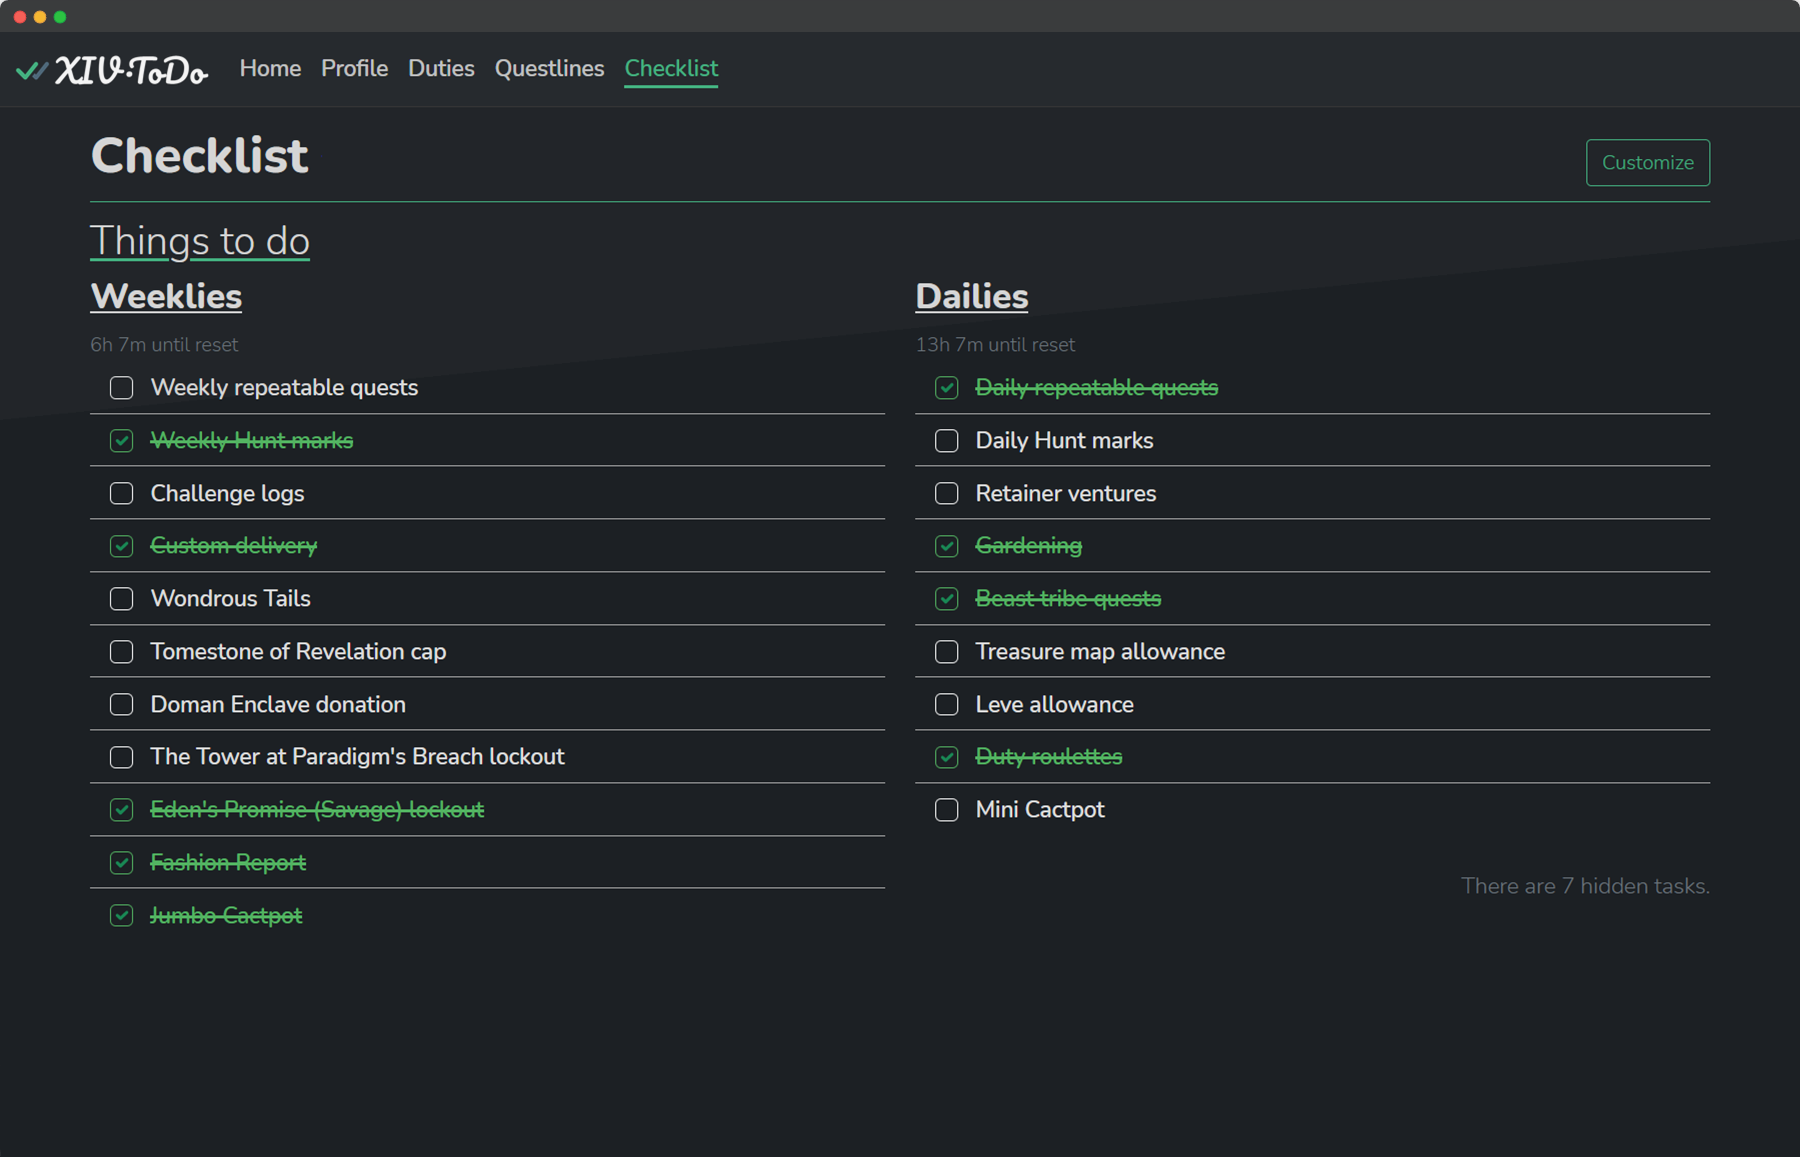 XIV·ToDo Home Profile Duties Questlines Checklist
Checklist
Customize
Things to do
Weeklies
6h 7m until reset
Weekly repeatable quests
Weekly Hunt marks
Challenge logs
Custom delivery
Wondrous Tails
Tomestone of Revelation cap
Doman Enclave donation
The Tower at Paradigm's Breach lockout
Eden's Promise (Savage) lockout
Fashion Report
Jumbo Cactpot
Dailies
13h 7m until reset
Daily repeatable quests
Daily Hunt marks
Retainer ventures
Gardening
Beast tribe quests
Treasure map allowance
Leve allowance
Duty roulettes
Mini Cactpot
There are 7 hidden tasks.